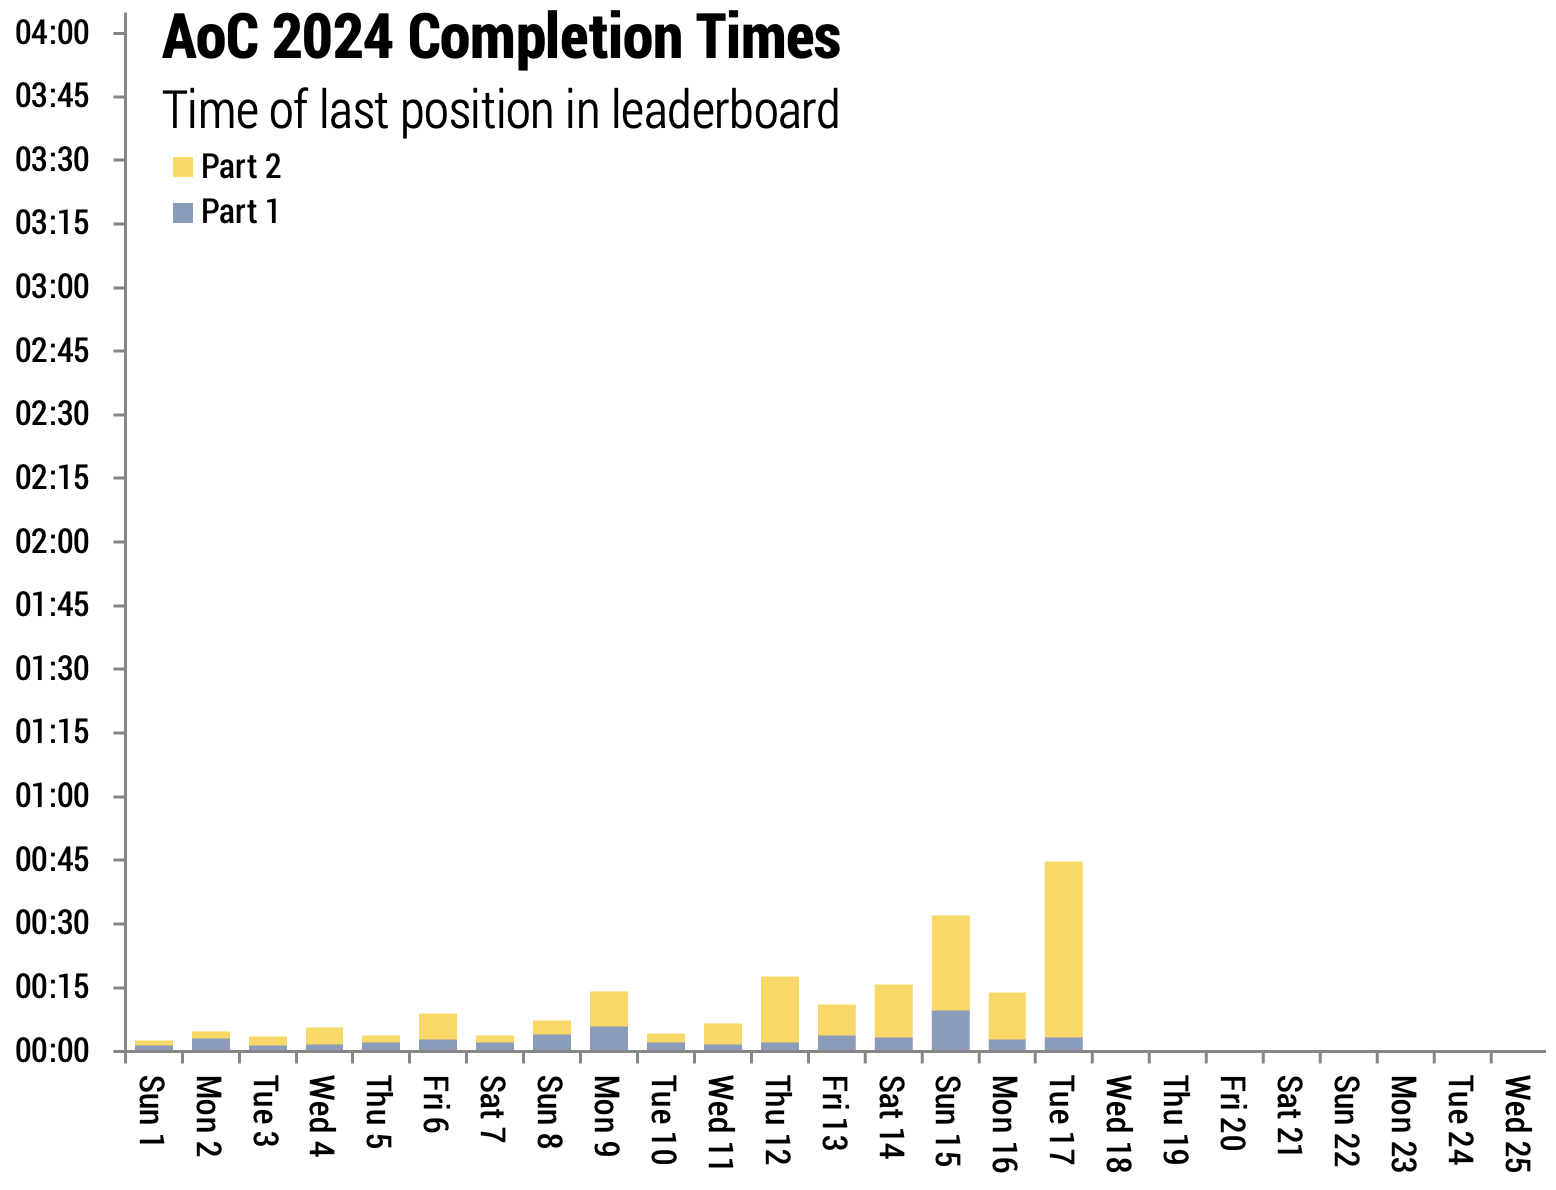 AoC 2024 Completion Times
Time of last position in leaderboard
Part 2
Part 1
04:00
03:45
03:30
03:15
03:00
02:45
02:30
02:15
02:00
01:45
01:30
01:15
01:00
00:45
00:30
00:15
00:00
Sun 1
Mon 2
Tue 3
Wed 4
Thu 5
Fri 6
Sat 7
Sun 8
Mon 9
Tue 10
Wed 11
Thu 12
Fri 13
Sat 14
Sun 15
Mon 16
Tue 17
Wed 18
Thu 19
Fri 20
Sat 21
Sun 22
Mon 23
Tue 24
Wed 25